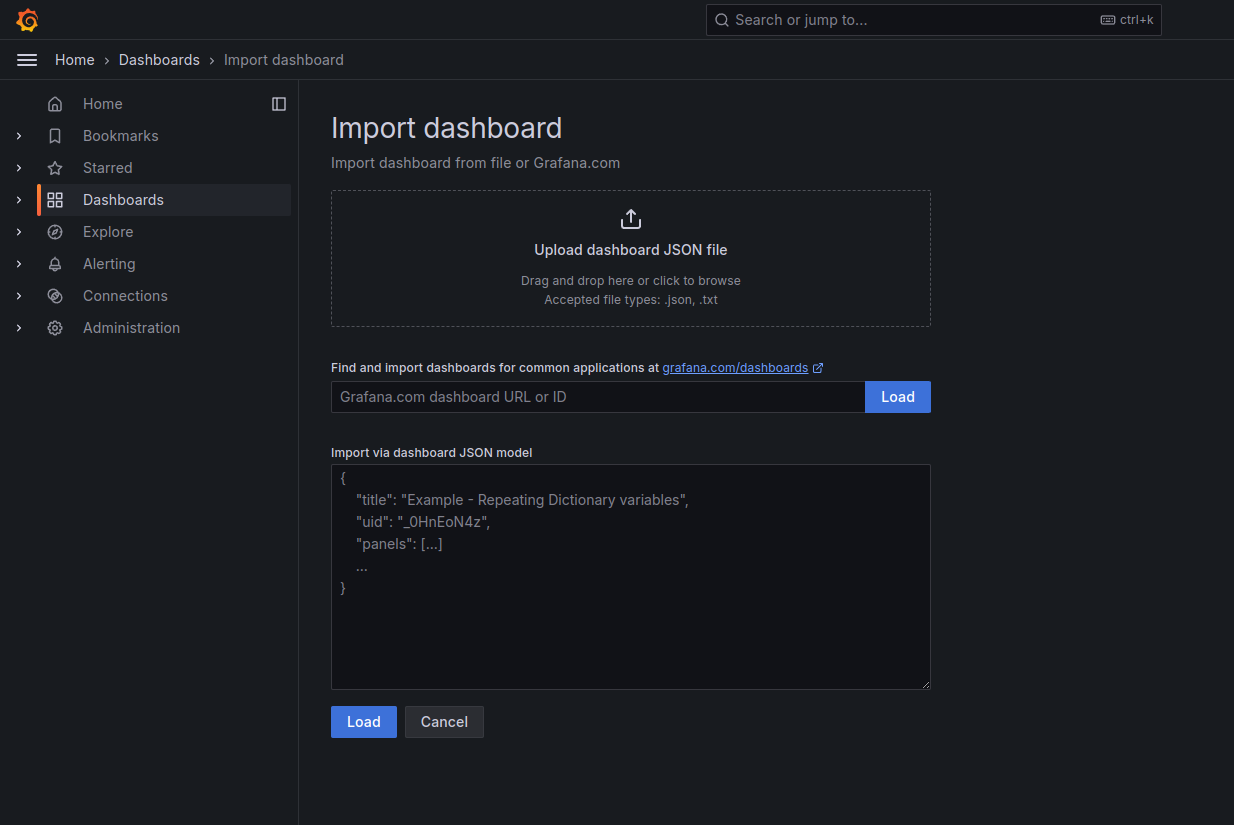 Search or jump to...
ctrl+k
Home › Dashboards › Import dashboard
Home
Bookmarks
Starred
Dashboards
Explore
Alerting
Connections
Administration
Import dashboard
Import dashboard from file or Grafana.com
Upload dashboard JSON file
Drag and drop here or click to browse
Accepted file types: .json, .txt
Find and import dashboards for common applications at grafana.com/dashboards
Grafana.com dashboard URL or ID
Load
Import via dashboard JSON model
{
"title": "Example - Repeating Dictionary variables",
"uid": "_0HnEoN4z",
"panels": [...]
...
}
Load
Cancel